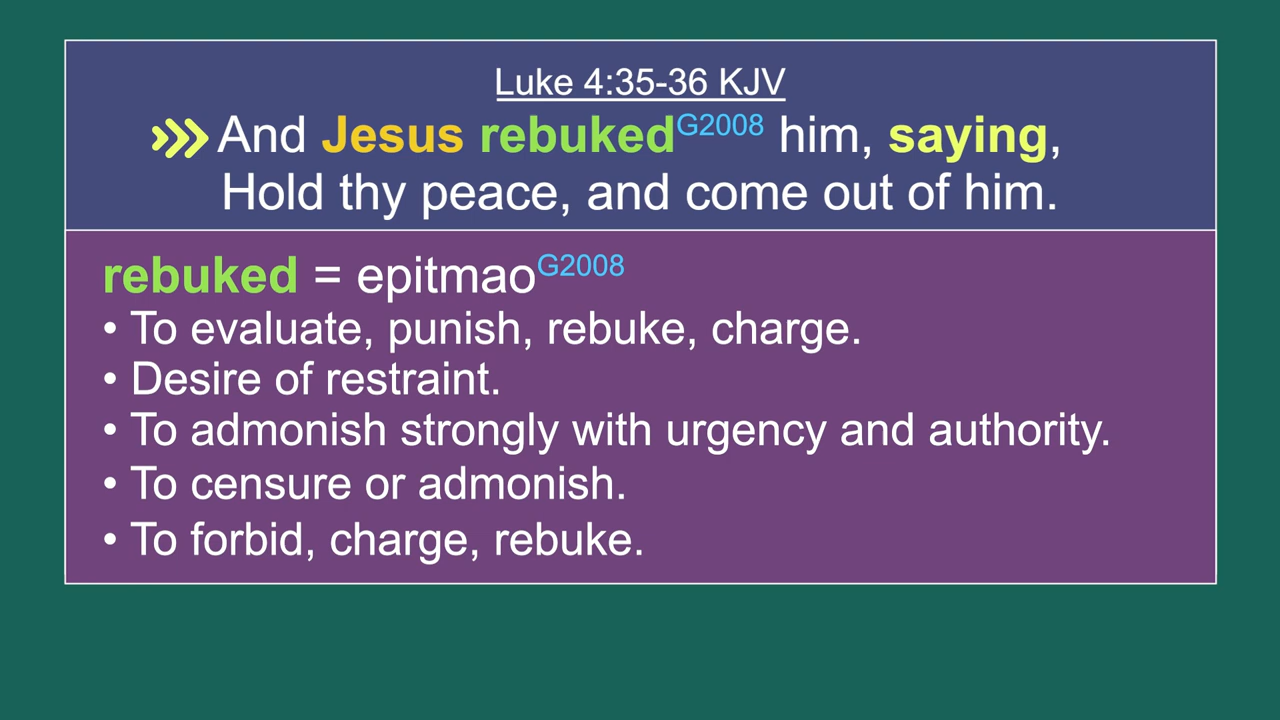 Luke 4:35-36 KJV
And Jesus rebukedG2008 him, saying,
Hold thy peace, and come out of him.
rebuked = epitmaoG2008
• To evaluate, punish, rebuke, charge.
• Desire of restraint.
• To admonish strongly with urgency and authority.
• To censure or admonish.
• To forbid, charge, rebuke.